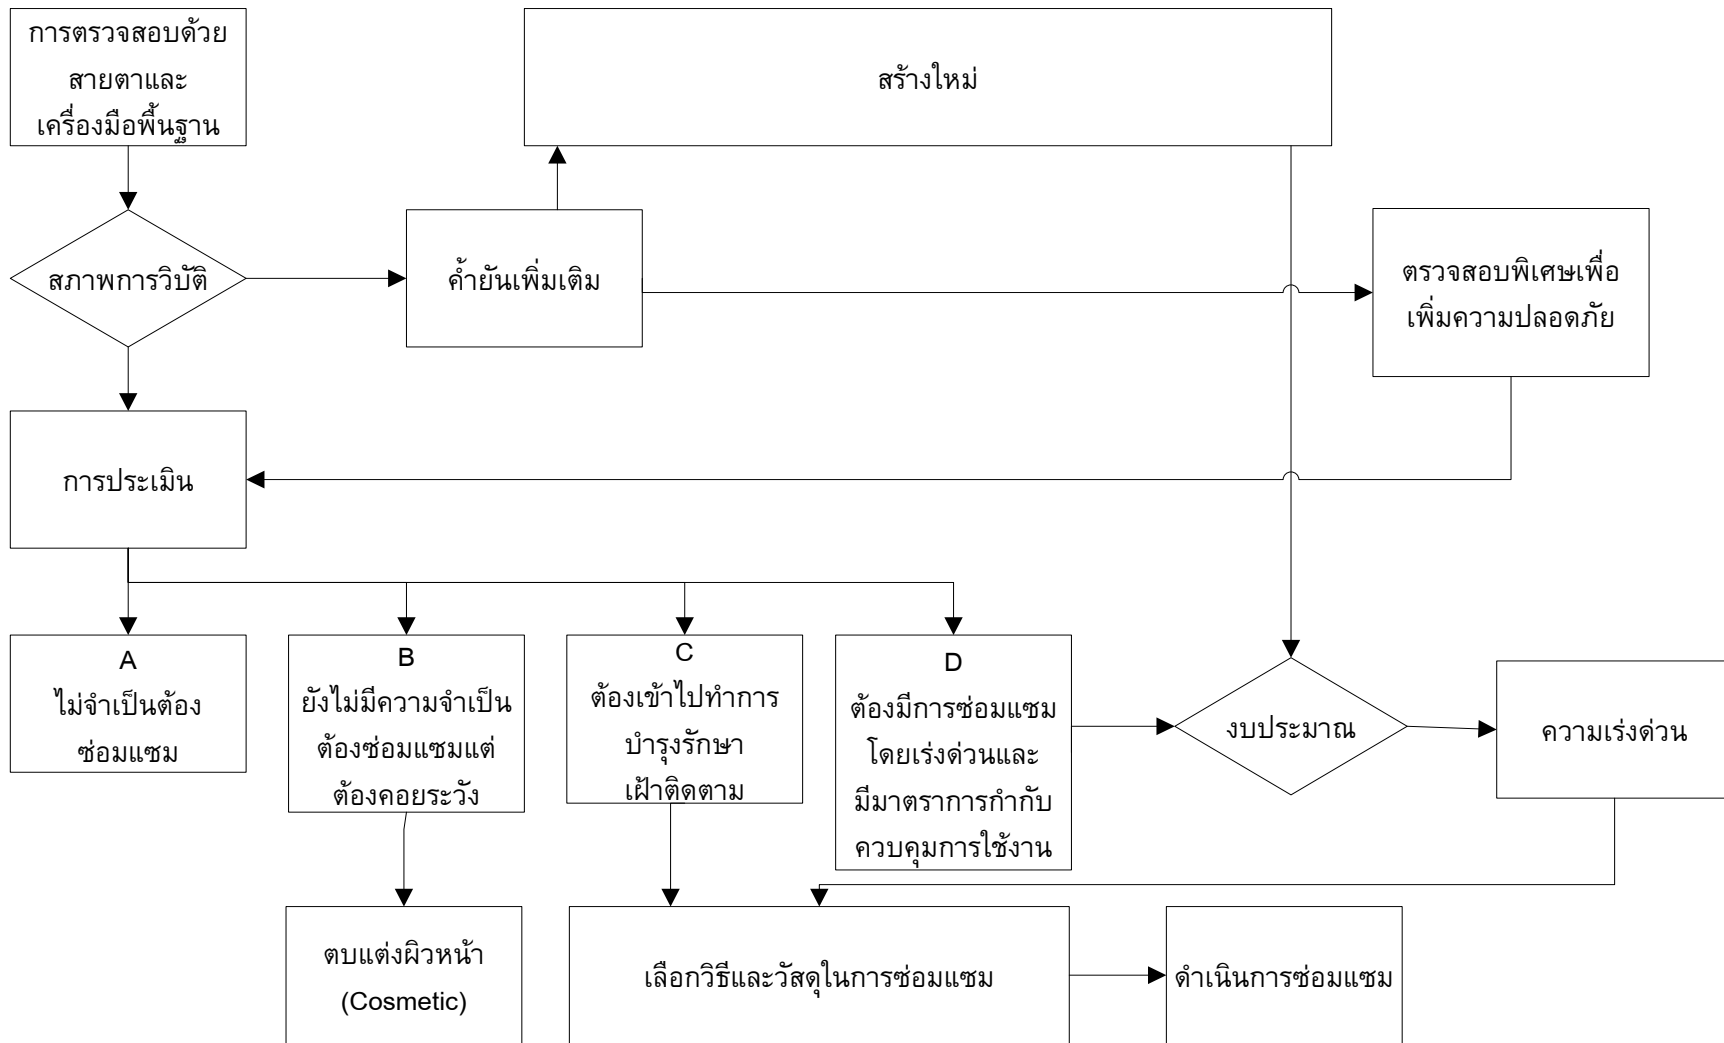 การตรวจสอบด้วย
สายตาและ
เครื่องมือพื้นฐาน
สร้างใหม่
สภาพการวิบัติ
ค้ำยันเพิ่มเติม
ตรวจสอบพิเศษเพื่อ
เพิ่มความปลอดภัย
การประเมิน
A
ไม่จำเป็นต้อง
ซ่อมแซม
B
ยังไม่มีความจำเป็น
ต้องซ่อมแซมแต่
ต้องคอยระวัง
C
ต้องเข้าไปทำการ
บำรุงรักษา
เฝ้าติดตาม
D
ต้องมีการซ่อมแซม
โดยเร่งด่วนและ
มีมาตราการกำกับ
ควบคุมการใช้งาน
งบประมาณ
ความเร่งด่วน
ตบแต่งผิวหน้า
(Cosmetic)
เลือกวิธีและวัสดุในการซ่อมแซม
ดำเนินการซ่อมแซม